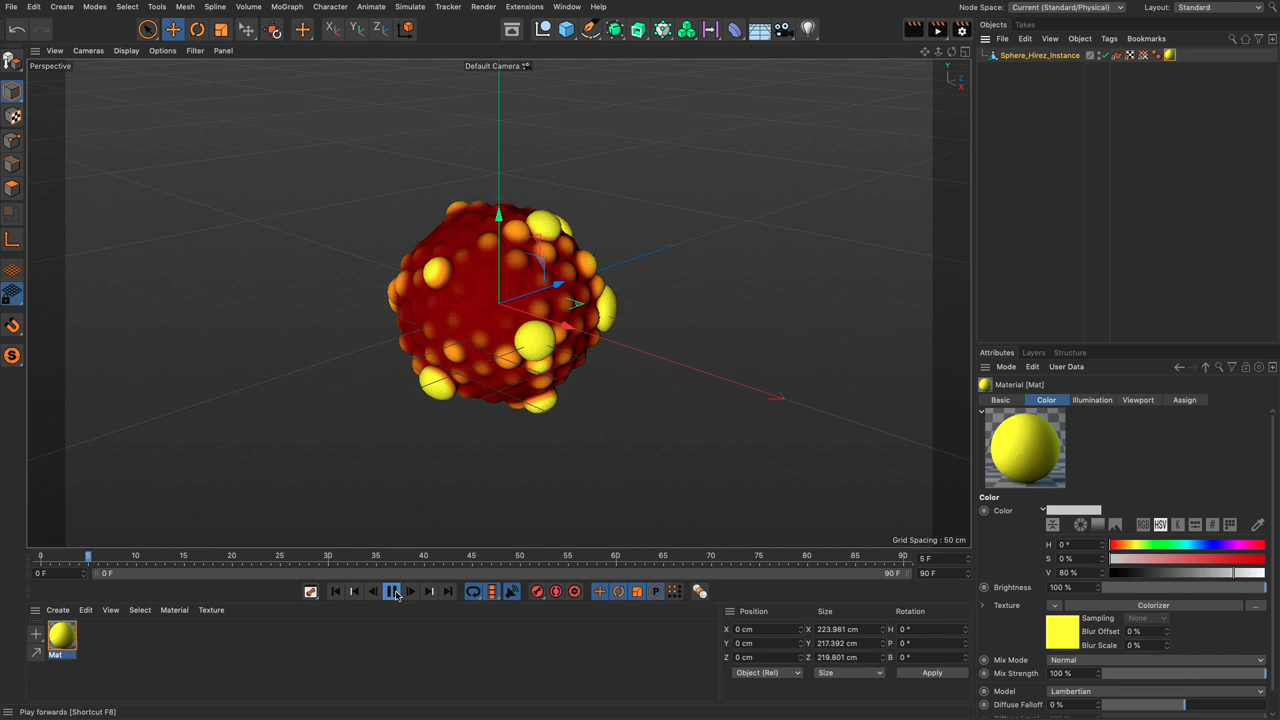 File Edit Create Modes Select Tools Mesh Spline Volume MoGraph Character Animate Simulate Tracker Render Extensions Window Help Node Space: Current (Standard/Physical) Layout: Standard
Objects Takes
File Edit View Object Tags Bookmarks
Sphere_Hirez_Instance
View Cameras Display Options Filter Panel
Perspective
Default Camera
Y
Z
X
Grid Spacing : 50 cm
0 5 10 15 20 25 30 35 40 45 50 55 60 65 70 75 80 85 90
5 F
0 F 0 F 90 F 90 F
Create Edit View Select Material Texture
Mat
Position Size Rotation
X 0 cm X 223.981 cm H 0 °
Y 0 cm Y 217.392 cm P 0 °
Z 0 cm Z 219.801 cm B 0 °
Object (Rel) Size Apply
Play forwards [Shortcut F8]
Attributes Layers Structure
Mode Edit User Data
Material [Mat]
Basic Color Illumination Viewport Assign
Color
Color
RGB HSV K #
H 0 °
S 0 %
V 80 %
Brightness 100 %
Texture Colorizer ...
Sampling None
Blur Offset 0 %
Blur Scale 0 %
Mix Mode Normal
Mix Strength 100 %
Model Lambertian
Diffuse Falloff 0 %